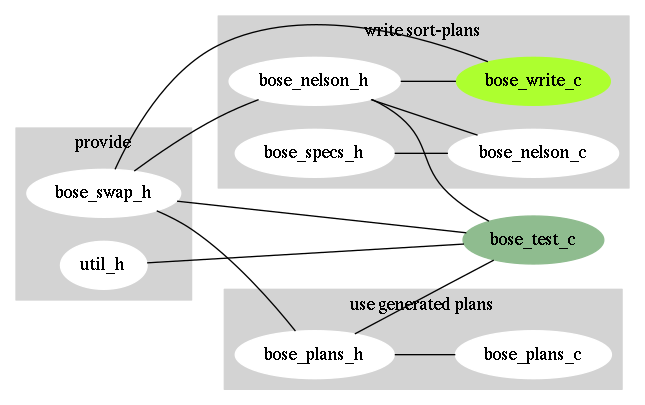 write sort-plans
bose_nelson_h
bose_write_c
bose_specs_h
bose_nelson_c
provide
bose_swap_h
util_h
bose_test_c
use generated plans
bose_plans_h
bose_plans_c